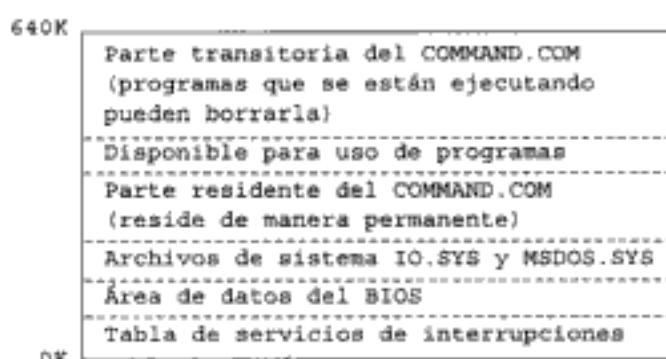 640K
Parte transitoria del COMMAND.COM
(programas que se están ejecutando
pueden borrarla)
Disponible para uso de programas
Parte residente del COMMAND.COM
(reside de manera permanente)
Archivos de sistema IO.SYS y MSDOS.SYS
Área de datos del BIOS
Tabla de servicios de interrupciones
0K